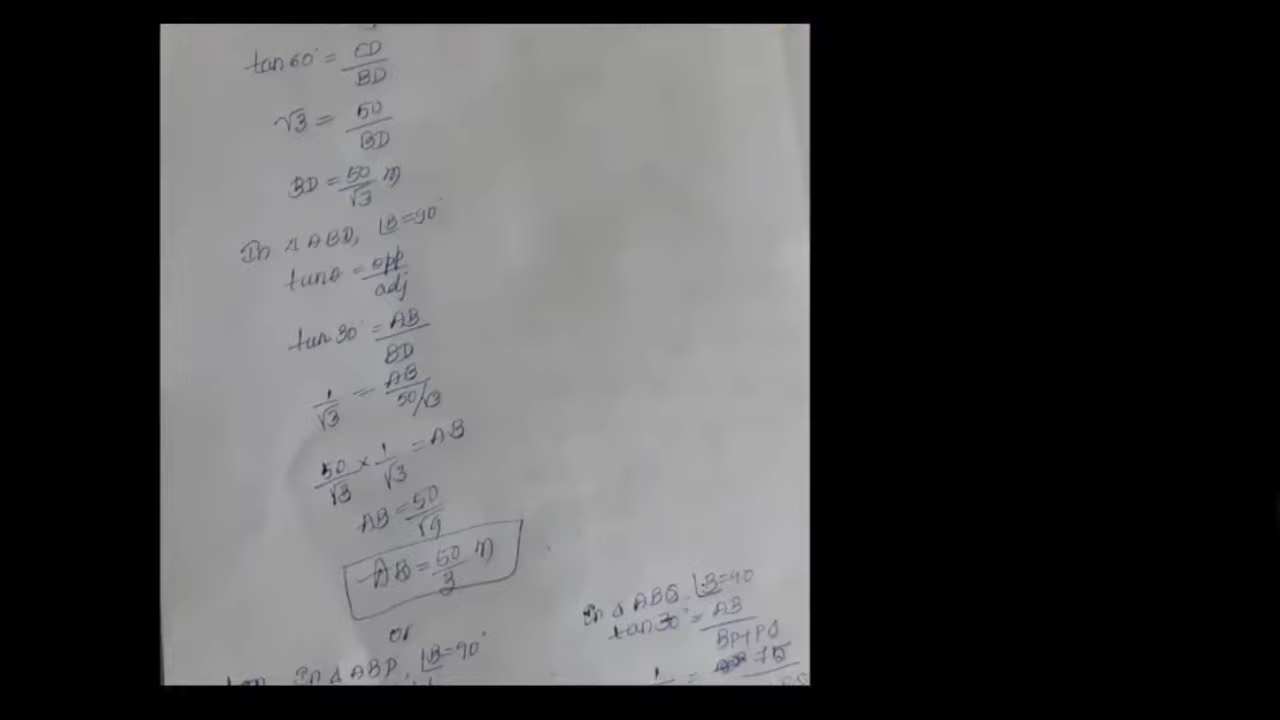 tan 60° = CD/BD
√3 = 50/BD
BD = 50/√3 m
In Δ ABD, ∠B = 90°
tan θ = opp/adj
tan 30° = AB/BD
1/√3 = AB/50/√3
50/√3 × 1/√3 = AB
AB = 50/√9
AB = 50/3 m
or
In Δ ABP, ∠B = 90°
In Δ ABQ, ∠B = 90
tan 30° = AB/BP+PQ
1 = 75